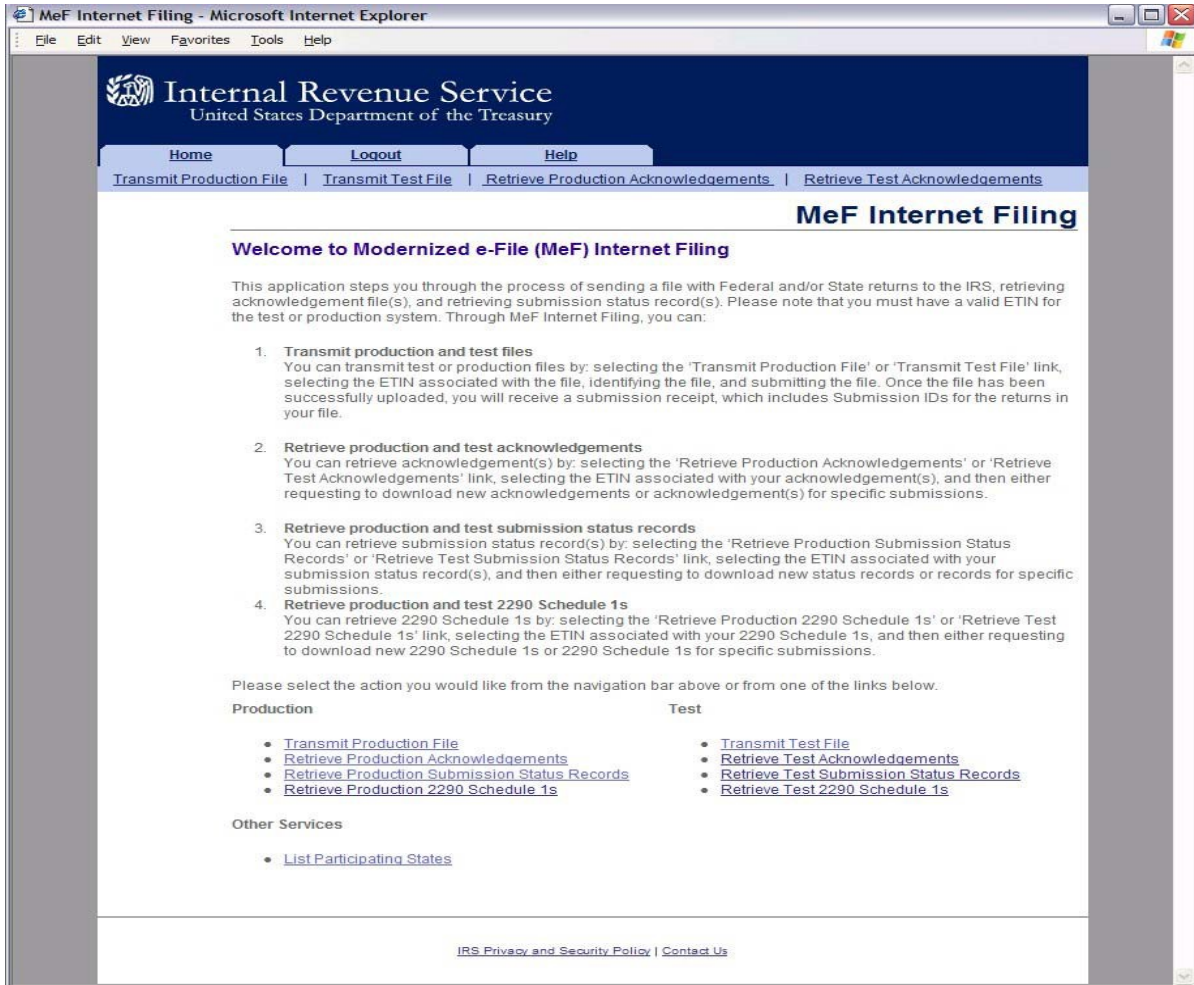 MeF Internet Filing - Microsoft Internet Explorer
File Edit View Favorites Tools Help
Internal Revenue Service
United States Department of the Treasury
Home Logout Help
Transmit Production File | Transmit Test File | Retrieve Production Acknowledgements | Retrieve Test Acknowledgements
MeF Internet Filing
Welcome to Modernized e-File (MeF) Internet Filing
This application steps you through the process of sending a file with Federal and/or State returns to the IRS, retrieving
acknowledgement file(s), and retrieving submission status record(s). Please note that you must have a valid ETIN for
the test or production system. Through MeF Internet Filing, you can:
1. Transmit production and test files
You can transmit test or production files by: selecting the 'Transmit Production File' or 'Transmit Test File' link,
selecting the ETIN associated with the file, identifying the file, and submitting the file. Once the file has been
successfully uploaded, you will receive a submission receipt, which includes Submission IDs for the returns in
your file.
2. Retrieve production and test acknowledgements
You can retrieve acknowledgement(s) by: selecting the 'Retrieve Production Acknowledgements' or 'Retrieve
Test Acknowledgements' link, selecting the ETIN associated with your acknowledgement(s), and then either
requesting to download new acknowledgements or acknowledgement(s) for specific submissions.
3. Retrieve production and test submission status records
You can retrieve submission status record(s) by: selecting the 'Retrieve Production Submission Status
Records' or 'Retrieve Test Submission Status Records' link, selecting the ETIN associated with your
submission status record(s), and then either requesting to download new status records or records for specific
submissions.
4. Retrieve production and test 2290 Schedule 1s
You can retrieve 2290 Schedule 1s by: selecting the 'Retrieve Production 2290 Schedule 1s' or 'Retrieve Test
2290 Schedule 1s' link, selecting the ETIN associated with your 2290 Schedule 1s, and then either requesting
to download new 2290 Schedule 1s or 2290 Schedule 1s for specific submissions.
Please select the action you would like from the navigation bar above or from one of the links below.
Production
• Transmit Production File
• Retrieve Production Acknowledgements
• Retrieve Production Submission Status Records
• Retrieve Production 2290 Schedule 1s
Test
• Transmit Test File
• Retrieve Test Acknowledgements
• Retrieve Test Submission Status Records
• Retrieve Test 2290 Schedule 1s
Other Services
• List Participating States
IRS Privacy and Security Policy | Contact Us